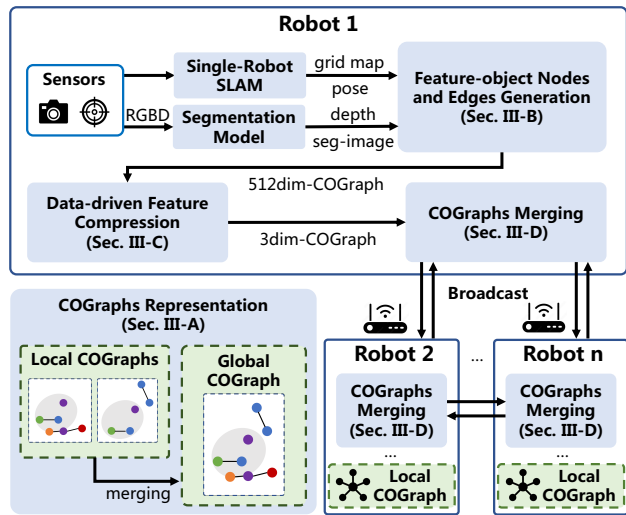 Robot 1
Sensors
RGBD
Single-Robot
SLAM
Segmentation
Model
grid map
pose
depth
seg-image
Feature-object Nodes
and Edges Generation
(Sec. III-B)
512dim-COGraph
Data-driven Feature
Compression
(Sec. III-C)
3dim-COGraph
COGraphs Merging
(Sec. III-D)
Broadcast
COGraphs Representation
(Sec. III-A)
Local COGraphs
Global
COGraph
merging
Robot 2
COGraphs
Merging
(Sec. III-D)
...
Local
COGraph
...
Robot n
COGraphs
Merging
(Sec. III-D)
...
Local
COGraph